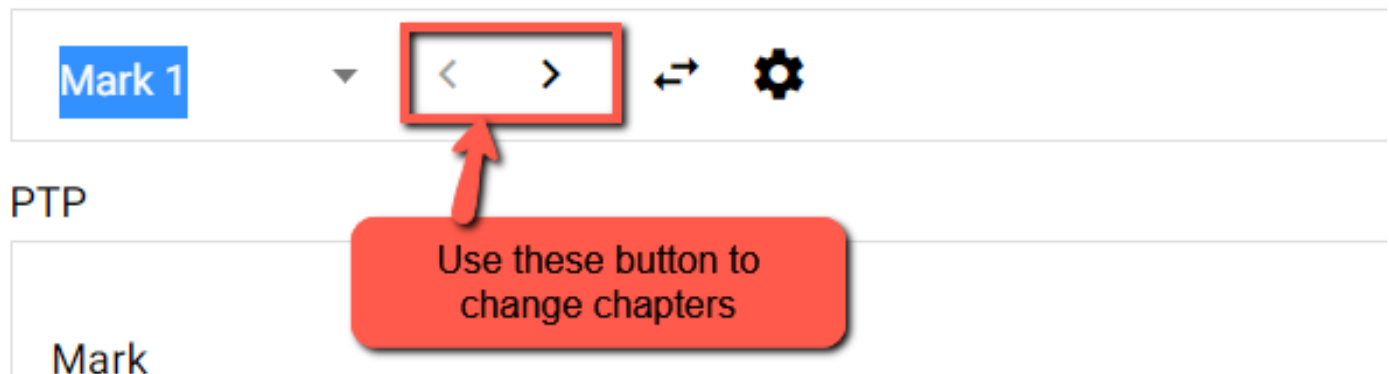 Mark 1
PTP
Use these button to
change chapters
Mark